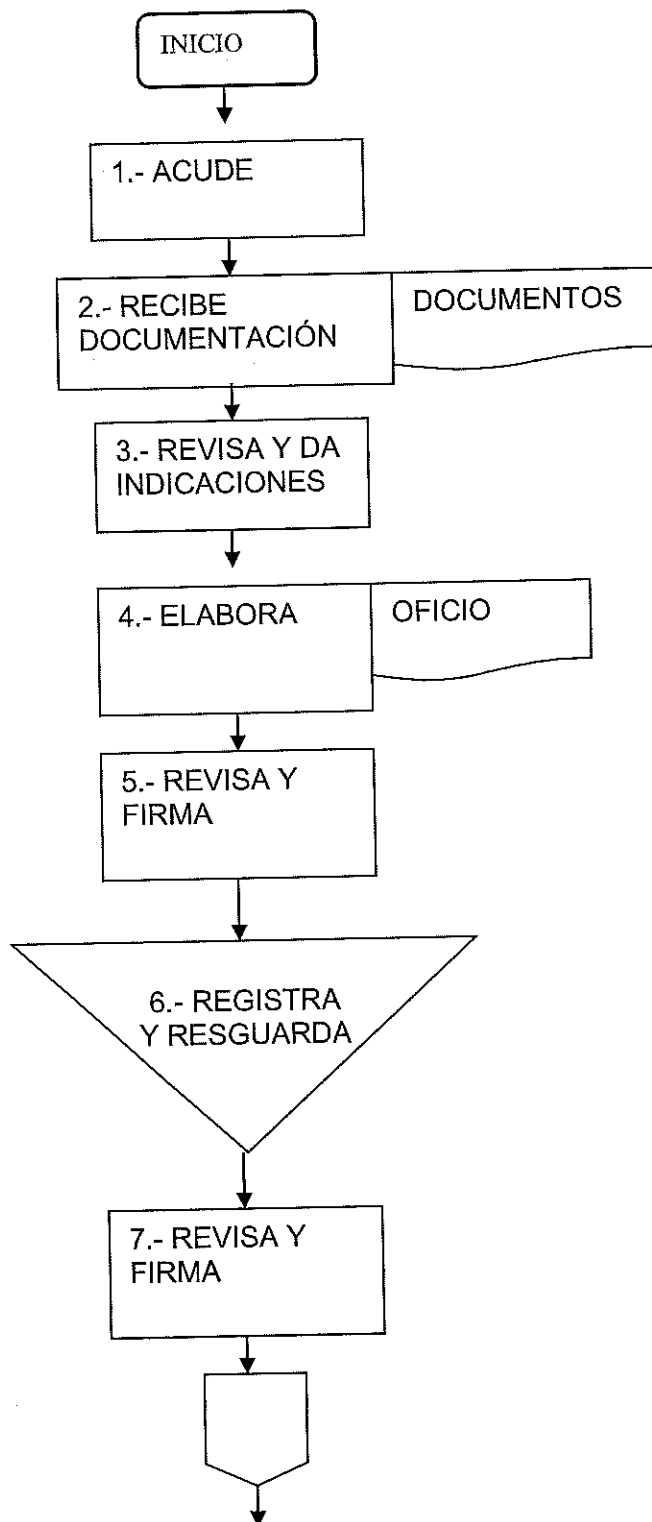 INICIO
1.- ACUDE
2.- RECIBE
DOCUMENTACIÓN
DOCUMENTOS
3.- REVISA Y DA
INDICACIONES
4.- ELABORA
OFICIO
5.- REVISA Y
FIRMA
6.- REGISTRA
Y RESGUARDA
7.- REVISA Y
FIRMA